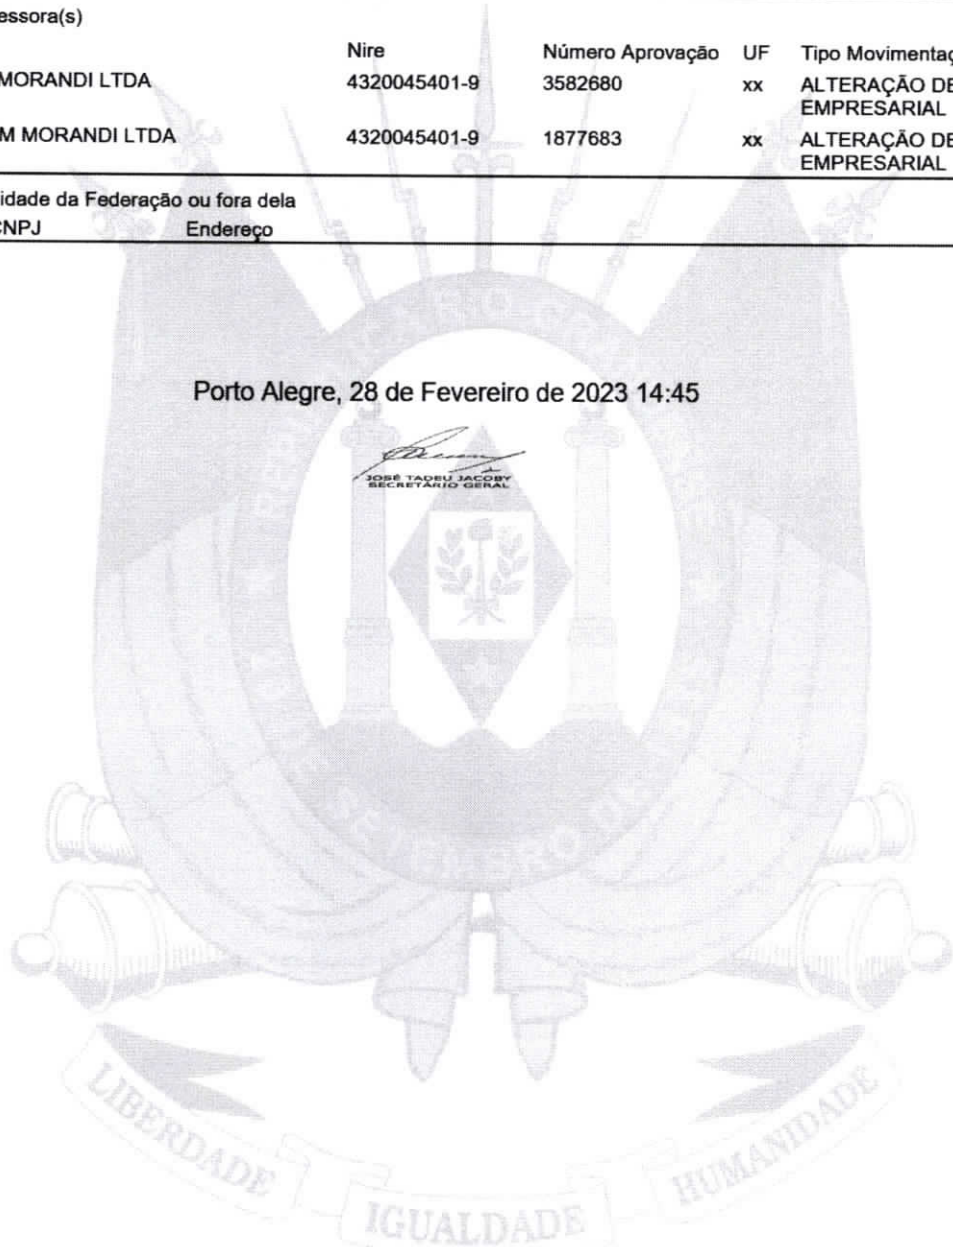 essora(s)
Nire Número Aprovação UF Tipo Movimentaç
MORANDI LTDA 4320045401-9 3582680 xx ALTERAÇÃO DE
EMPRESARIAL
M MORANDI LTDA 4320045401-9 1877683 xx ALTERAÇÃO DE
EMPRESARIAL
idade da Federação ou fora dela
CNPJ Endereço
Porto Alegre, 28 de Fevereiro de 2023 14:45
JOSÉ TADEU JACOBY
SECRETÁRIO GERAL
LIBERDADE
IGUALDADE
HUMANIDADE